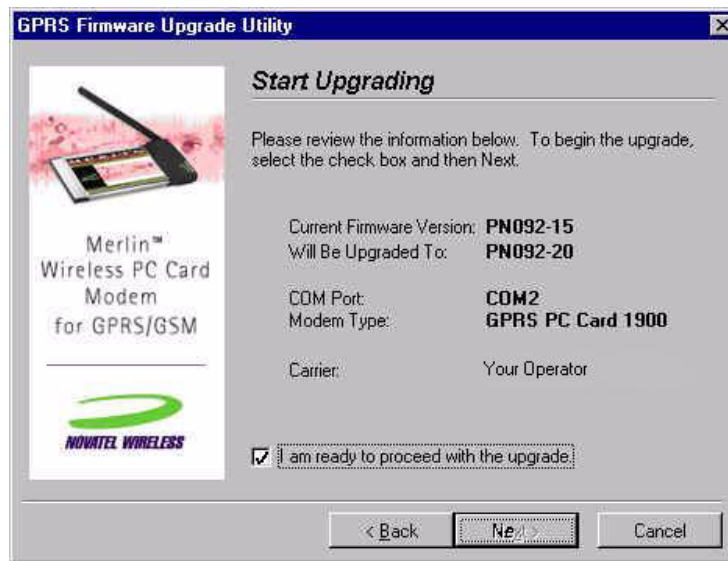 GPRS Firmware Upgrade Utility
Start Upgrading
Please review the information below. To begin the upgrade,
select the check box and then Next.
Current Firmware Version: PN092-15
Will Be Upgraded To: PN092-20
COM Port: COM2
Modem Type: GPRS PC Card 1900
Carrier: Your Operator
I am ready to proceed with the upgrade.
Merlin™
Wireless PC Card
Modem
for GPRS/GSM
NOVATEL WIRELESS
< Back
Cancel